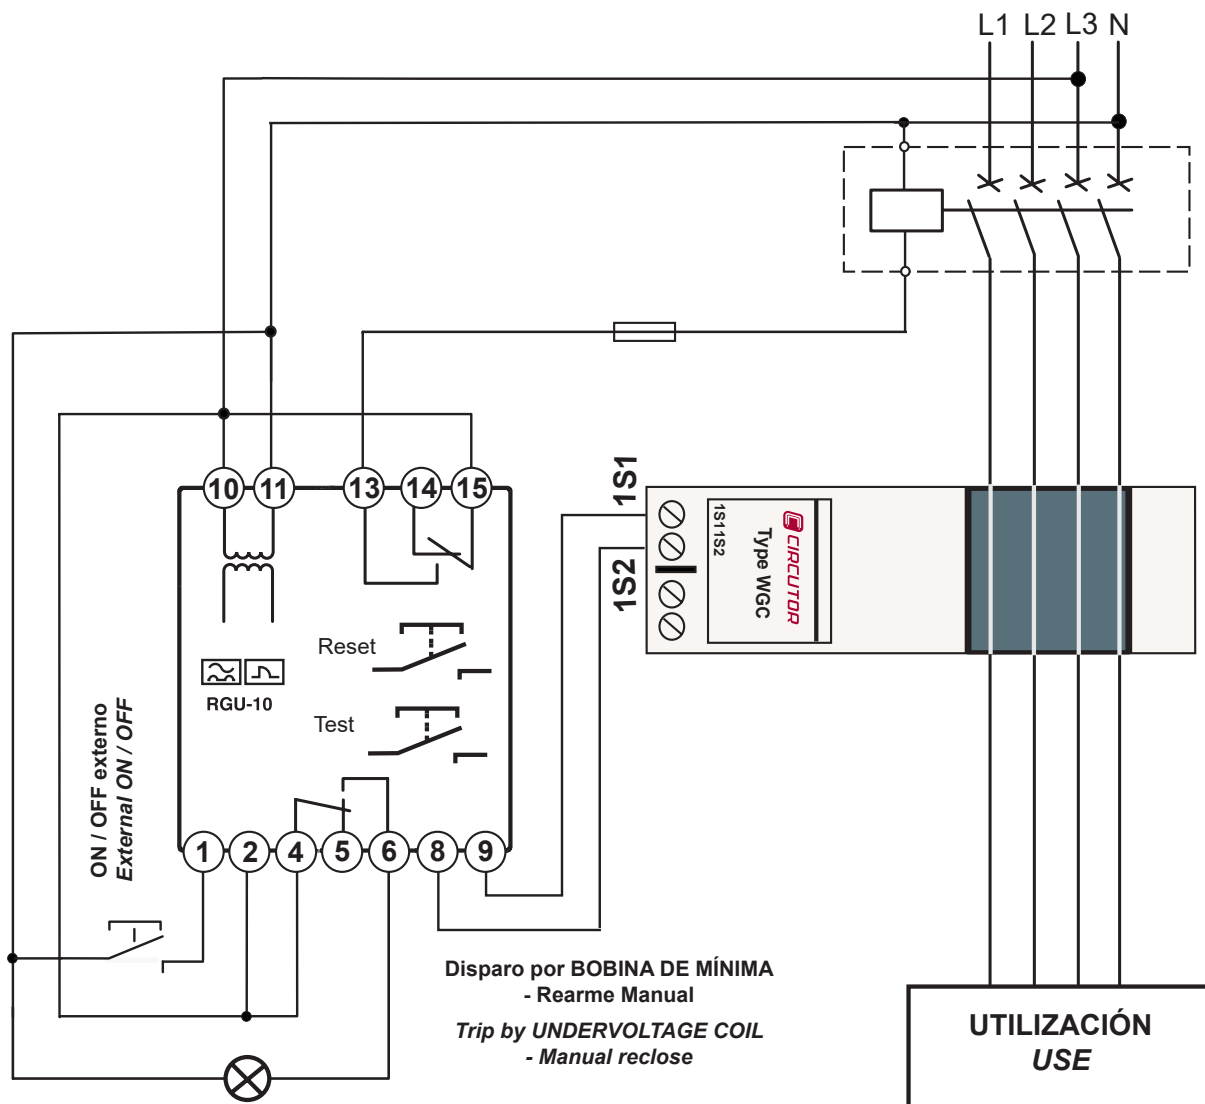 L1 L2 L3 N
10 11 13 14 15
1S1
1S2
1S1 1S2
Type WGC
CIRCUTOR
Reset
RGU-10
Test
ON / OFF externo
External ON / OFF
1 2 4 5 6 8 9
Disparo por BOBINA DE MÍNIMA
- Rearme Manual
Trip by UNDERVOLTAGE COIL
- Manual reclose
UTILIZACIÓN
USE